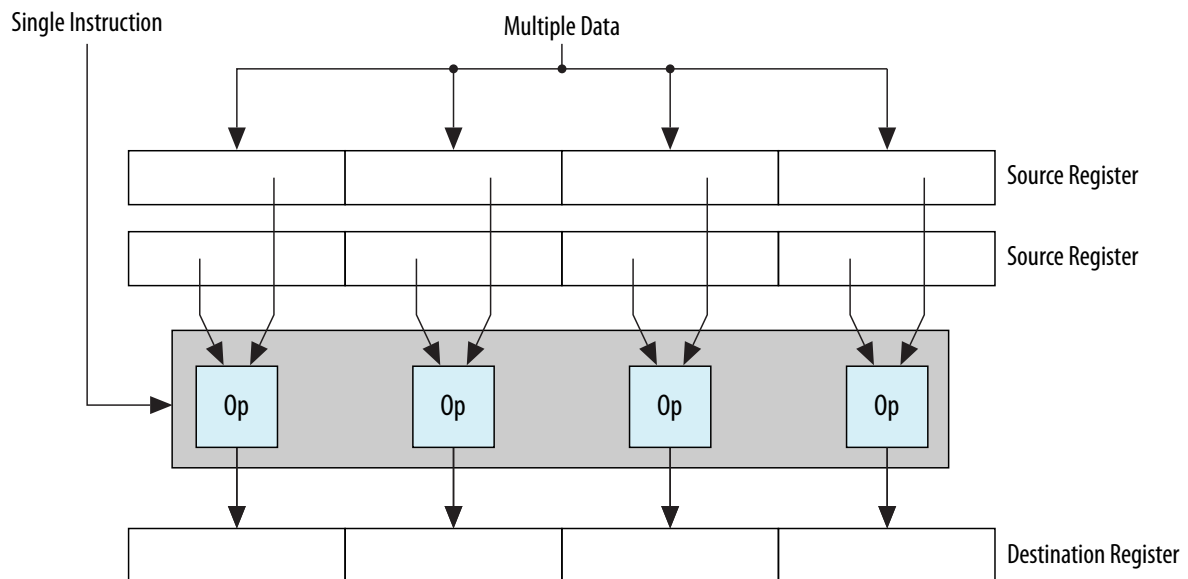 Single Instruction
Multiple Data
Source Register
Source Register
Op Op Op Op
Destination Register